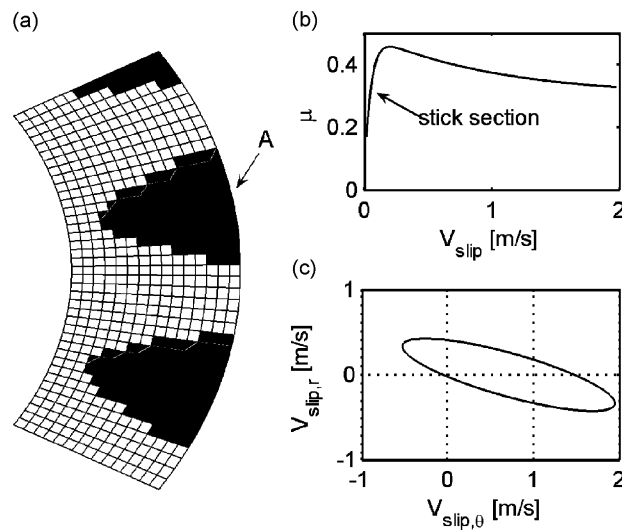 (a)
A
(b)
0.4
0.2
0
μ
stick section
0 1 2
V_slip [m/s]
(c)
1
0
-1
V_slip,r [m/s]
-1 0 1 2
V_slip,θ [m/s]